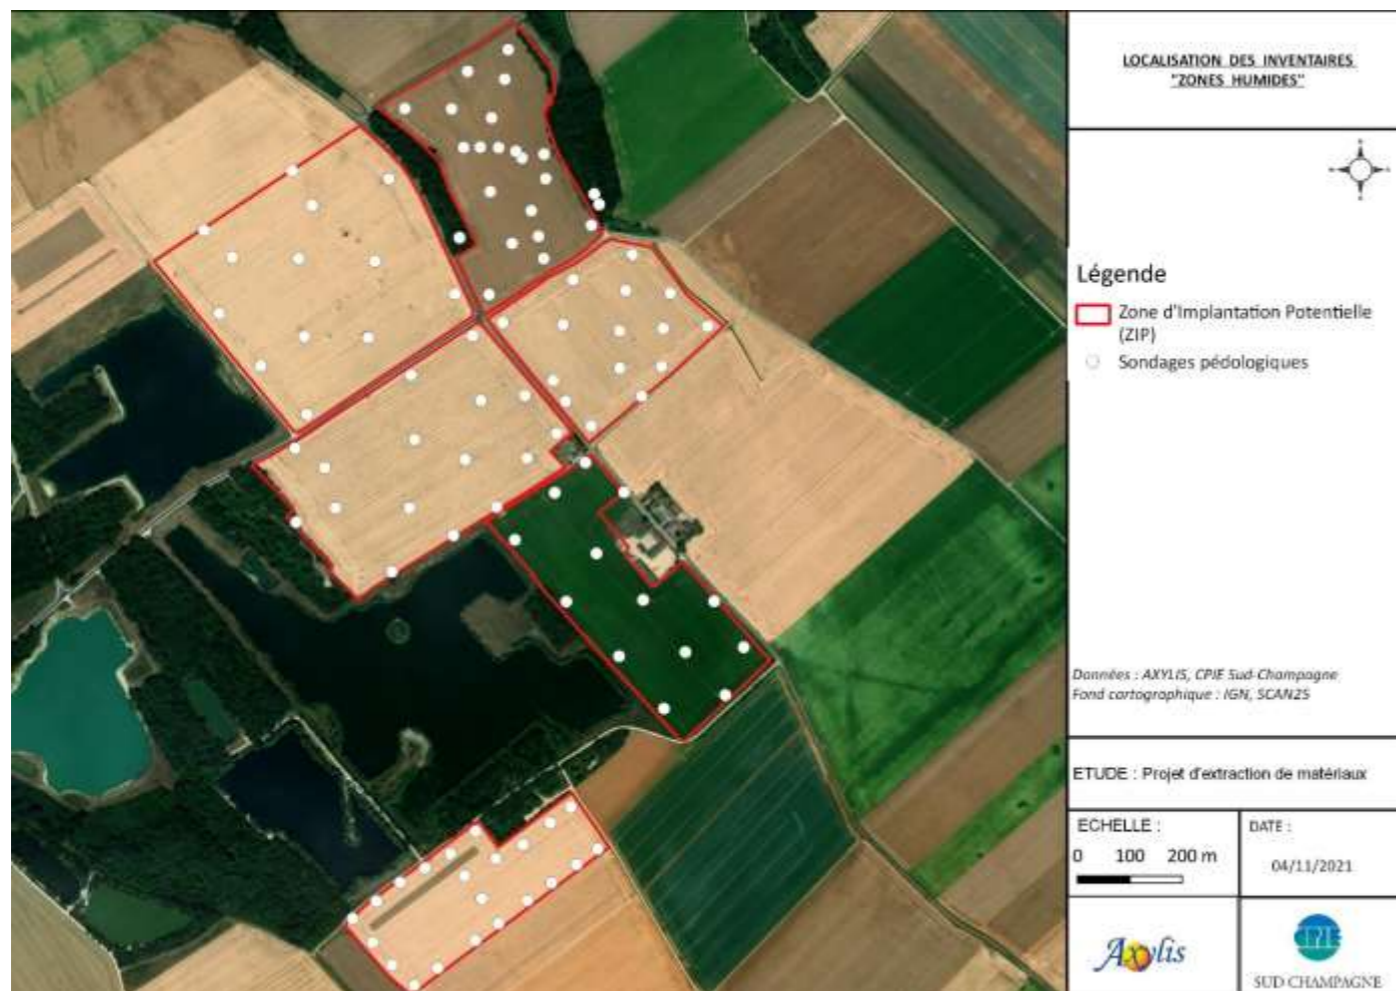 LOCALISATION DES INVENTAIRES
"ZONES HUMIDES"
Légende
Zone d'Implantation Potentielle
(ZIP)
Sondages pédologiques
Données : AXYLIS, CPIE Sud-Champagne
Fond cartographique : IGN, SCAN25
ETUDE : Projet d'extraction de matériaux
ECHELLE :
0 100 200 m
DATE :
04/11/2021
Axylis
CPIE
SUD CHAMPAGNE